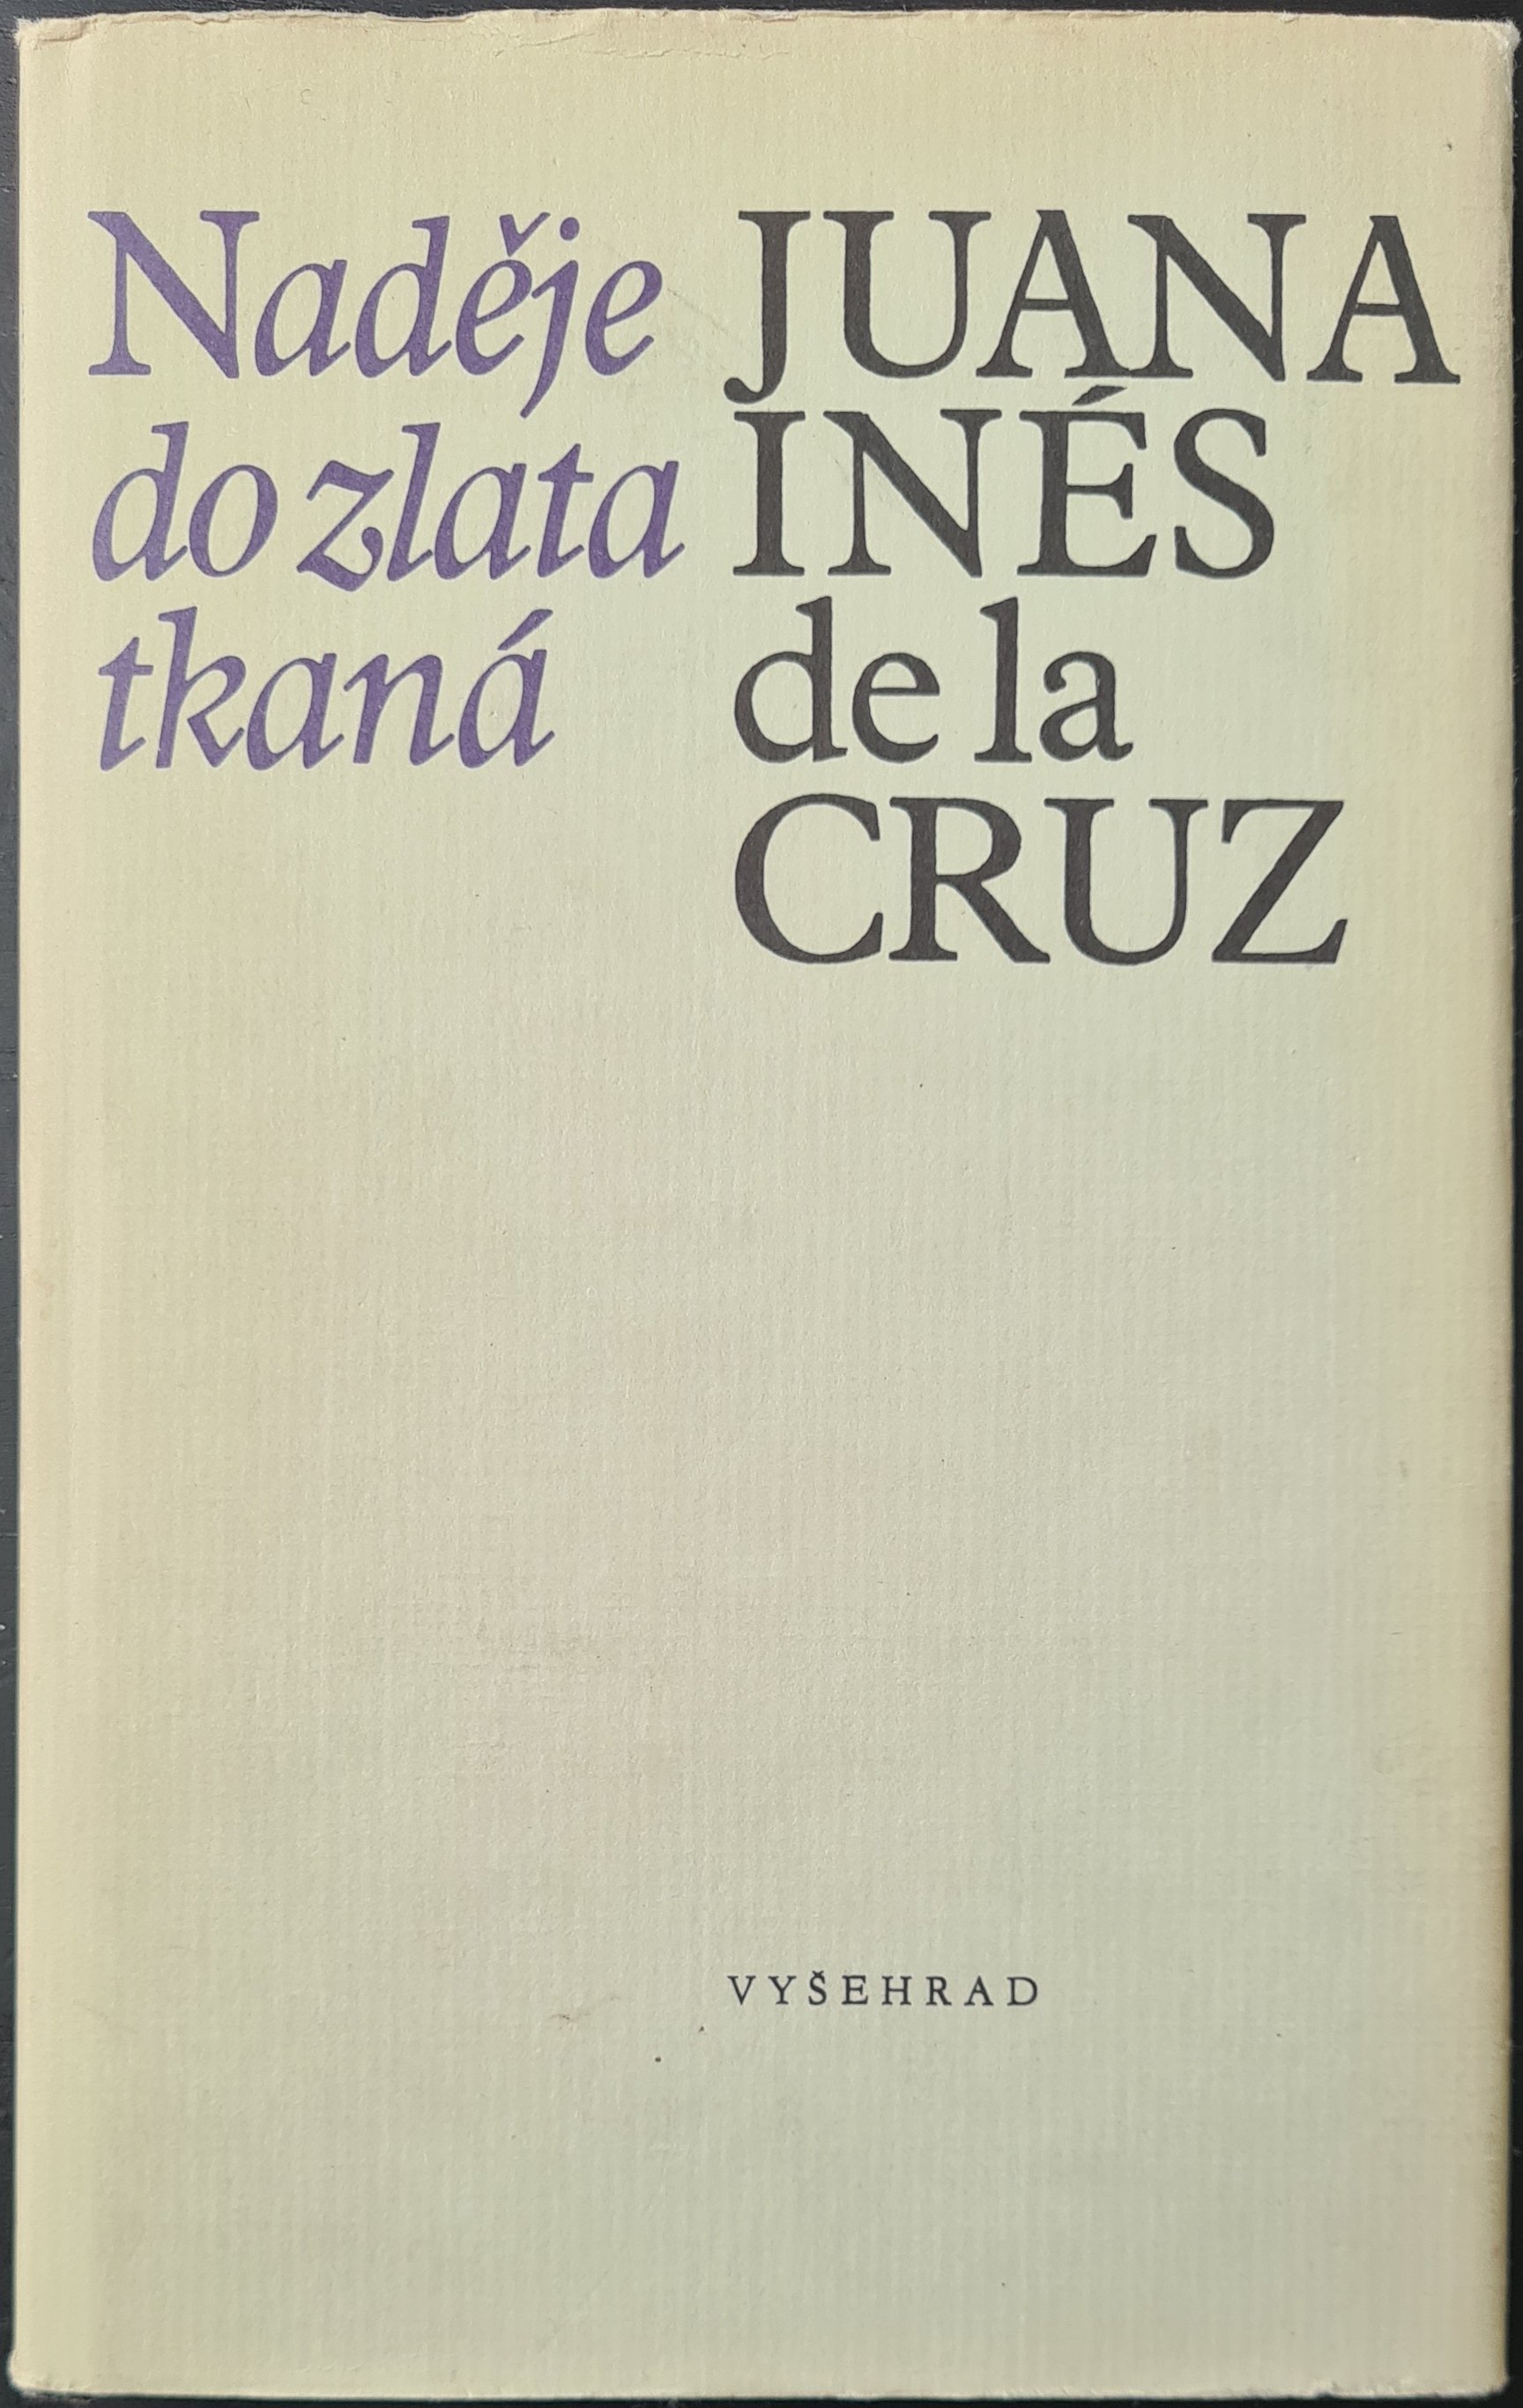 Naděje
do zlata
tkaná
JUANA
INÉS
de la
CRUZ
VYŠEHRAD